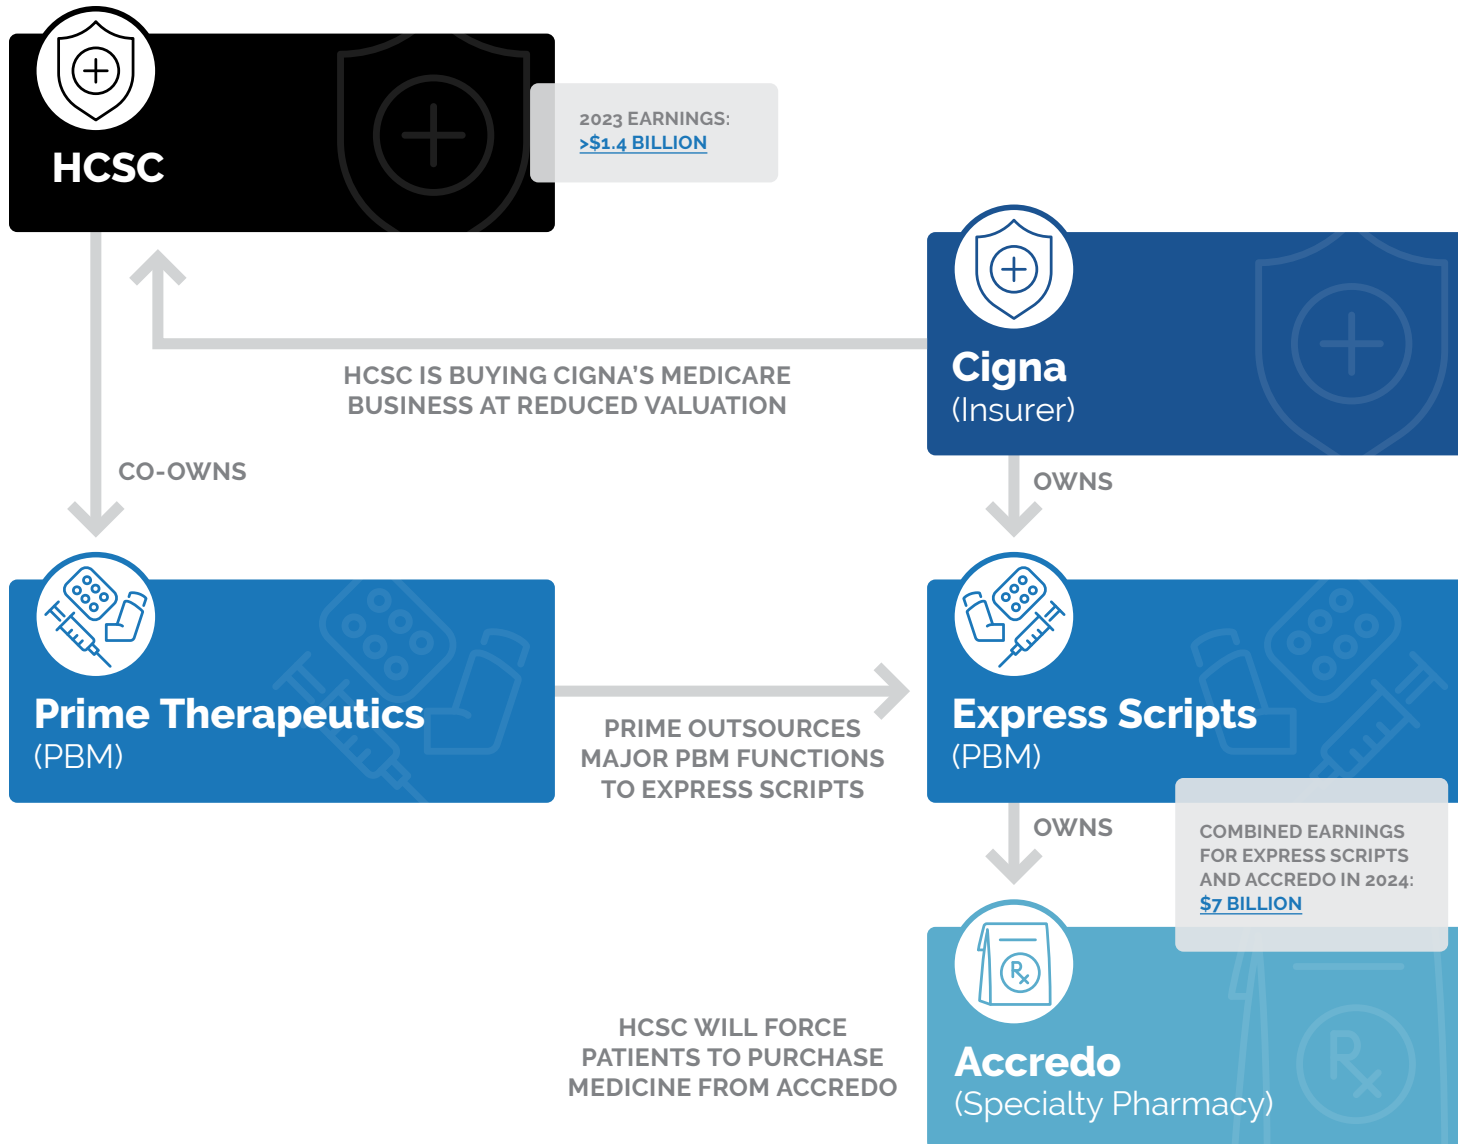 HCSC
2023 EARNINGS:
>$1.4 BILLION
HCSC IS BUYING CIGNA’S MEDICARE
BUSINESS AT REDUCED VALUATION
Cigna
(Insurer)
CO-OWNS
OWNS
Prime Therapeutics
(PBM)
PRIME OUTSOURCES
MAJOR PBM FUNCTIONS
TO EXPRESS SCRIPTS
Express Scripts
(PBM)
OWNS
COMBINED EARNINGS
FOR EXPRESS SCRIPTS
AND ACCREDO IN 2024:
$7 BILLION
HCSC WILL FORCE
PATIENTS TO PURCHASE
MEDICINE FROM ACCREDO
Rx
Accredo
(Specialty Pharmacy)
Rx